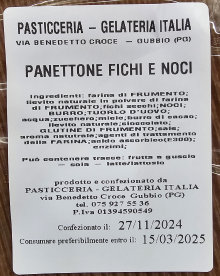 PASTICCERIA - GELATERIA ITALIA
VIA BENEDETTO CROCE - GUBBIO (PG)
PANETTONE FICHI E NOCI
Ingredienti: farina di FRUMENTO;
lievito naturale in polvere di farina
di FRUMENTO;fichi secchi;NOCI;
BURRO;TUORLO D'UOVO;
acqua;zucchero;miele;burro di cacao;
lievito naturale;cioccolato;
GLUTINE DI FRUMENTO;sale;
aroma natutrale;agenti di trattamento
della FARINA;acido ascorbico(E300);
enzimi;
Può contenere tracce: frutta a guscio
- soia - latte/lattosio
prodotto e confezionato da
PASTICCERIA - GELATERIA ITALIA
via Benedetto Croce Gubbio (PG)
tel. 075 927 55 36
P.Iva 01394590549
Confezionato il: 27/11/2024
Consumare preferibilmente entro il: 15/03/2025